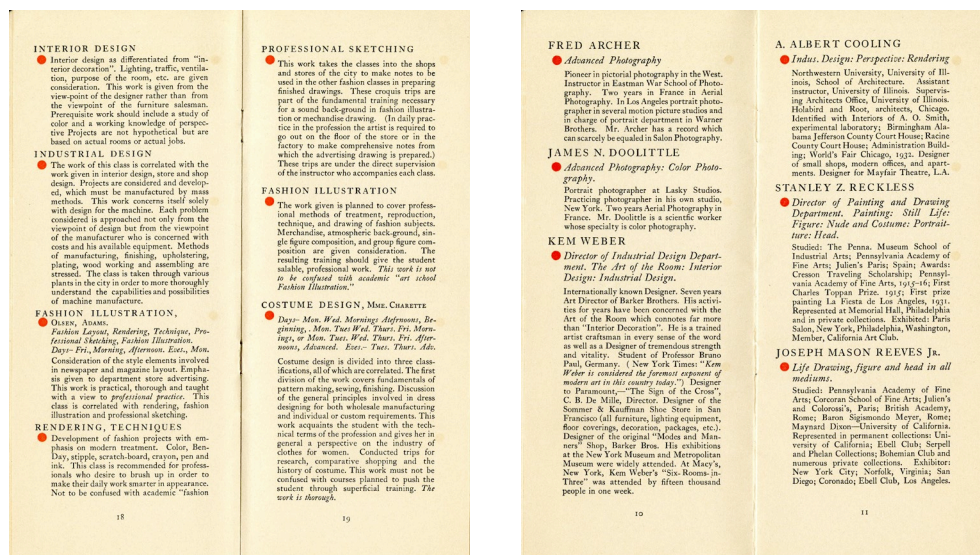 INTERIOR DESIGN
Interior design as differentiated from "in-
terior decoration". Lighting, traffic, ventila-
tion, purpose of the room, etc. are given
consideration. This work is given from the
view-point of the designer rather than from
the viewpoint of the furniture salesman.
Prerequisite work should include a study of
color and a working knowledge of perspec-
tive Projects are not hypothetical but are
based on actual rooms or actual jobs.
INDUSTRIAL DESIGN
The work of this class is correlated with the
work given in interior design, store and shop
design. Projects are considered and develop-
ed, which must be manufactured by mass
methods. This work concerns itself solely
with design for the machine. Each problem
considered is approached not only from the
viewpoint of design but from the viewpoint
of the manufacturer who is concerned with
costs and his available equipment. Methods
of manufacturing, finishing, upholstering,
plating, wood working and assembling are
stressed. The class is taken through various
plants in the city in order to more thoroughly
understand the capabilities and possibilities
of machine manufacture.
FASHION ILLUSTRATION,
OLSEN, ADAMS.
Fashion Layout, Rendering, Technique, Pro-
fessional Sketching, Fashion Illustration.
Days- Fri., Morning, Afternoon. Eves., Mon.
Consideration of the style elements involved
in newspaper and magazine layout. Empha-
sis given to department store advertising.
This work is practical, thorough and taught
with a view to professional practice. This
class is correlated with rendering, fashion
illustration and professional sketching.
RENDERING, TECHNIQUES
Development of fashion projects with em-
phasis on modern treatment. Color, Ben-
Day, stipple, scratch-board, crayon, pen and
ink. This class is recommended for profess-
ionals who desire to brush up in order to
make their daily work smarter in appearance.
Not to be confused with academic "fashion
18
PROFESSIONAL SKETCHING
This work takes the classes into the shops
and stores of the city to make notes to be
used in the other fashion classes in preparing
finished drawings. These croquis trips are
part of the fundamental training necessary
for a sound back-ground in fashion illustra-
tion or mechandise drawing. (In daily prac-
tice in the profession the artist is required to
go out on the floor of the store or in the
factory to make comprehensive notes from
which the advertising drawing is prepared.)
These trips are under the direct supervision
of the instructor who accompanies each class.
FASHION ILLUSTRATION
The work given is planned to cover profess-
ional methods of treatment, reproduction,
technique, and drawing of fashion subjects.
Merchandise, atmospheric back-ground, sin-
gle figure composition, and group figure com-
position are given consideration. The
resulting training should give the student
salable, professional work. This work is not
to be confused with academic "art school
Fashion Illustration."
COSTUME DESIGN, MME. CHARETTE
Days- Mon. Wed. Mornings Atefnoons, Be-
ginning, . Mon. Tues Wed. Thurs. Fri. Morn-
ings, or Mon. Tues. Wed. Thurs. Fri. After-
noons, Advanced. Eves.- Tues. Thurs. Adv.
Costume design is divided into three class-
ifications, all of which are correlated. The first
division of the work covers fundamentals of
pattern making, sewing, finishing. Discussion
of the general principles involved in dress
designing for both wholesale manufacturing
and individual or custom requirements. This
work acquaints the student with the tech-
nical terms of the profession and gives her in
general a perspective on the industry of
clothes for women. Conducted trips for
research, comparative shopping and the
history of costume. This work must not be
confused with courses planned to push the
student through superficial training. The
work is thorough.
19
FRED ARCHER
Advanced Photography
Pioneer in pictorial photography in the West.
Instructor in Eastman War School of Photo-
graphy. Two years in France in Aerial
Photography. In Los Angeles portrait photo-
grapher in several motion picture studios and
in charge of portrait department in Warner
Brothers. Mr. Archer has a record which
can scarcely be equaled in Salon Photography.
JAMES N. DOOLITTLE
Advanced Photography: Color Photo-
graphy.
Portrait photographer at Lasky Studios.
Practicing photographer in his own studio,
New York. Two years Aerial Photography in
France. Mr. Doolittle is a scientific worker
whose specialty is color photography.
KEM WEBER
Director of Industrial Design Depart-
ment. The Art of the Room: Interior
Design: Industrial Design.
Internationally known Designer. Seven years
Art Director of Barker Brothers. His activi-
ties for years have been concerned with the
Art of the Room which connotes far more
than "Interior Decoration". He is a trained
artist craftsman in every sense of the word
as well as a Designer of tremendous strength
and vitality. Student of Professor Bruno
Paul, Germany. ( New York Times: "Kem
Weber is considered the foremost exponent of
modern art in this country today.") Designer
to Paramount,—"The Sign of the Cross",
C. B. De Mille, Director. Designer of the
Sommer & Kauffman Shoe Store in San
Francisco (all furniture, lighting equipment,
floor coverings, decoration, packages, etc.).
Designer of the original "Modes and Man-
ners" Shop, Barker Bros. His exhibitions
at the New York Museum and Metropolitan
Museum were widely attended. At Macy's,
New York, Kem Weber's "Six-Rooms-in-
Three" was attended by fifteen thousand
people in one week.
10
A. ALBERT COOLING
Indus. Design: Perspective: Rendering
Northwestern University, University of Ill-
inois, School of Architecture. Assistant
instructor, University of Illinois. Supervis-
ing Architects Office, University of Illinois.
Holabird and Root, architects, Chicago.
Identified with Interiors of A. O. Smith,
experimental laboratory; Birmingham Ala-
bama Jefferson County Court House; Racine
County Court House; Administration Build-
ing; World's Fair Chicago, 1932. Designer
of small shops, modern offices, and apart-
ments. Designer for Mayfair Theatre, L.A.
STANLEY Z. RECKLESS
Director of Painting and Drawing
Department. Painting: Still Life:
Figure: Nude and Costume: Portrait-
ture: Head.
Studied: The Penna. Museum School of
Industrial Arts; Pennsylvania Academy of
Fine Arts; Julien's Paris; Spain; Awards:
Cresson Traveling Scholarship; Pennsyl-
vania Academy of Fine Arts, 1915-16; First
Charles Toppan Prize. 1915; First prize
painting La Fiesta de Los Angeles, 1931.
Represented at Memorial Hall, Philadelphia
and in private collections. Exhibited: Paris
Salon, New York, Philadelphia, Washington,
Member, California Art Club.
JOSEPH MASON REEVES JR.
Life Drawing, figure and head in all
mediums.
Studied: Pennsylvania Academy of Fine
Arts; Corcoran School of Fine Arts; Julien's
and Colorossi's, Paris; British Academy,
Rome; Baron Sigismond Meyer, Rome;
Maynard Dixon—University of California.
Represented in permanent collections: Uni-
versity of California; Ebell Club; Serpell
and Phelan Collections; Bohemian Club and
numerous private collections. Exhibitor:
New York City; Norfolk, Virginia; San
Diego; Coronado; Ebell Club, Los Angeles.
11